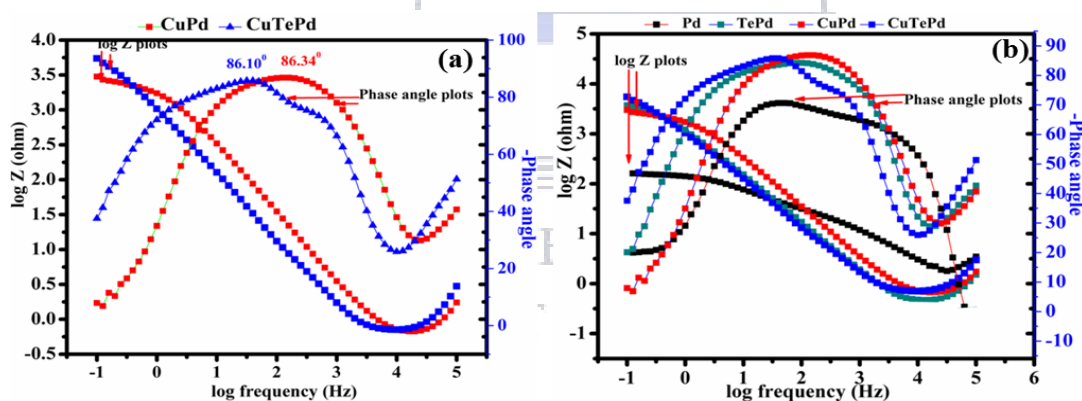 CuPd CuTePd
(a)
log Z plots
86.10⁰ 86.34⁰
Phase angle plots
log Z (ohm)
4.0
3.5
3.0
2.5
2.0
1.5
1.0
0.5
0.0
-0.5
-1 0 1 2 3 4 5
log frequency (Hz)
100
80
60
40
20
0
-Phase angle
Pd TePd CuPd CuTePd
(b)
log Z plots
Phase angle plots
log Z (ohm)
5
4
3
2
1
0
-1
-1 0 1 2 3 4 5
log frequency (Hz)
90
80
70
60
50
40
30
20
10
0
-10
-Phase angle